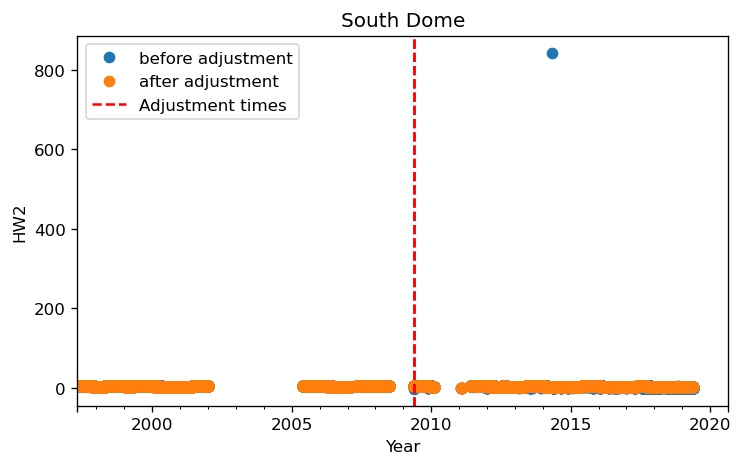 South Dome
before adjustment
after adjustment
Adjustment times
HW2
800
600
400
200
0
2000 2005 2010 2015 2020
Year